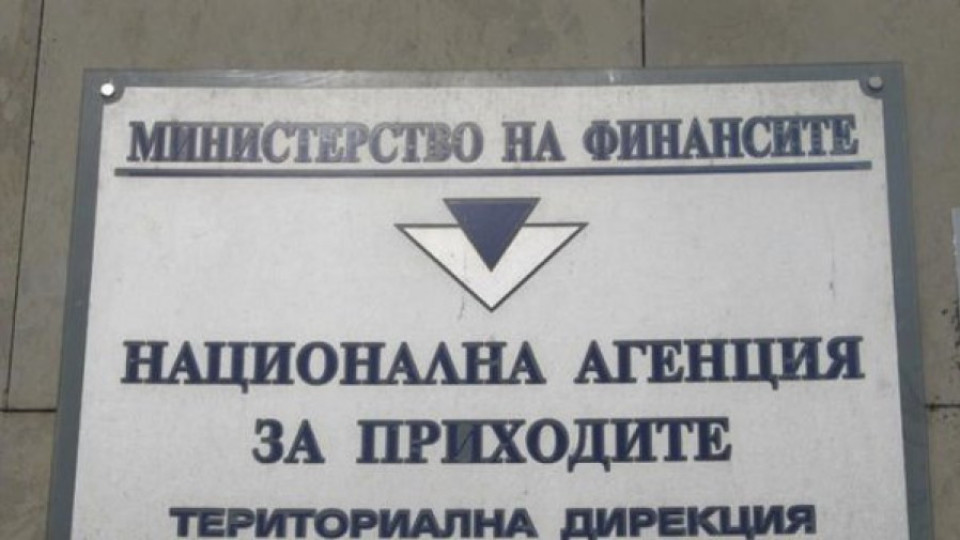 МИНИСТЕРСТВО НА ФИНАНСИТЕ
НАЦИОНАЛНА АГЕНЦИЯ
ЗА ПРИХОДИТЕ
ТЕРИТОРИАЛНА ДИРЕКЦИЯ